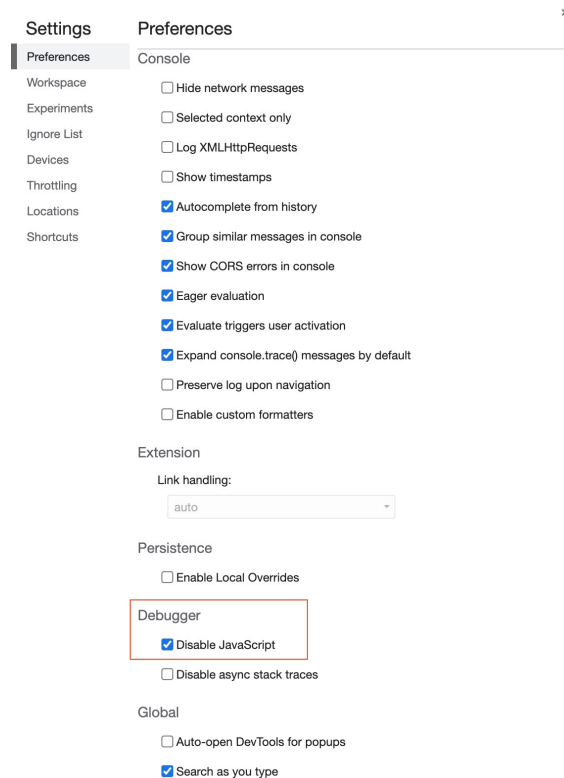 Settings
Preferences
Workspace
Experiments
Ignore List
Devices
Throttling
Locations
Shortcuts
Preferences
Console
Hide network messages
Selected context only
Log XMLHttpRequests
Show timestamps
Autocomplete from history
Group similar messages in console
Show CORS errors in console
Eager evaluation
Evaluate triggers user activation
Expand console.trace() messages by default
Preserve log upon navigation
Enable custom formatters
Extension
Link handling:
auto
Persistence
Enable Local Overrides
Debugger
Disable JavaScript
Disable async stack traces
Global
Auto-open DevTools for popups
Search as you type